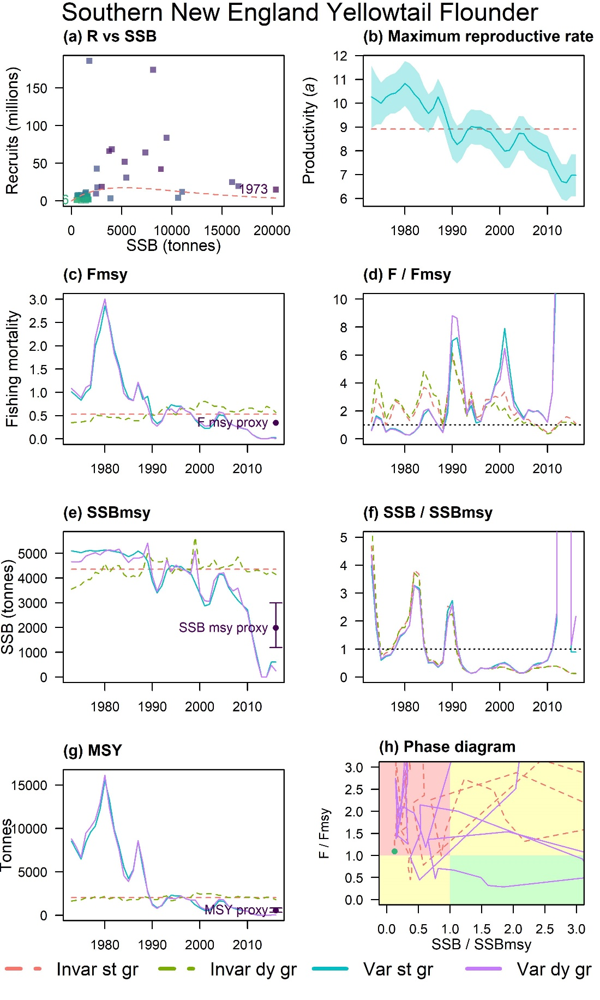 Southern New England Yellowtail Flounder
(a) R vs SSB
Recruits (millions)
150
100
50
0
1973
6
0 5000 10000 15000 20000
SSB (tonnes)
(b) Maximum reproductive rate
Productivity (a)
12
11
10
9
8
7
6
1980 1990 2000 2010
(c) Fmsy
Fishing mortality
3.0
2.5
2.0
1.5
1.0
0.5
0.0
F msy proxy
1980 1990 2000 2010
(d) F / Fmsy
10
8
6
4
2
0
1980 1990 2000 2010
(e) SSBmsy
SSB (tonnes)
5000
4000
3000
2000
1000
0
SSB msy proxy
1980 1990 2000 2010
(f) SSB / SSBmsy
5
4
3
2
1
0
1980 1990 2000 2010
(g) MSY
Tonnes
15000
10000
5000
0
MSY proxy
1980 1990 2000 2010
(h) Phase diagram
F / Fmsy
3.0
2.5
2.0
1.5
1.0
0.5
0.0
0.0 0.5 1.0 1.5 2.0 2.5 3.0
SSB / SSBmsy
Invar st gr Invar dy gr Var st gr Var dy gr